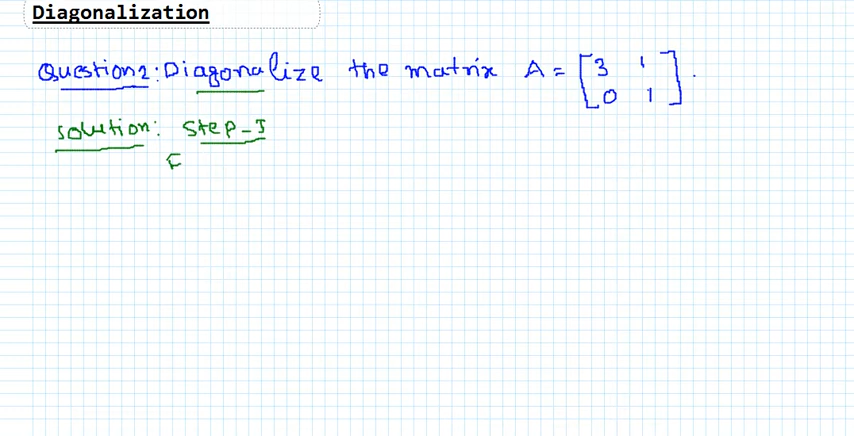 Diagonalization
Question2: Diagonalize the matrix A = [3 1
0 1].
Solution: Step-I
F